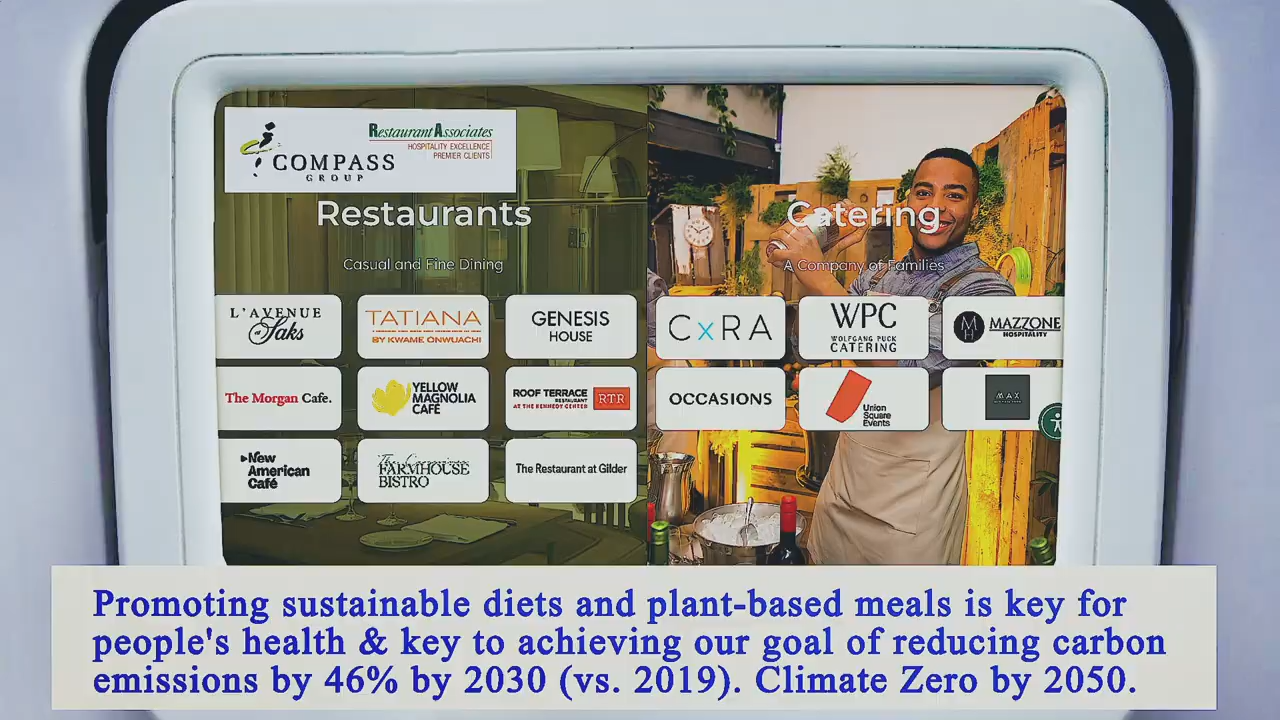 COMPASS
GROUP
RESTAURANT ASSOCIATES
HOSPITALITY EXCELLENCE
PREMIER CLIENTS
Restaurants
Casual and Fine Dining
L'AVENUE
at Saks
TATIANA
BY KWAME ONWUACHI
GENESIS
HOUSE
The Morgan Cafe.
YELLOW
MAGNOLIA
CAFÉ
ROOF TERRACE
RESTAURANT
AT THE KENNEDY CENTER
RTR
New
American
Café
FARMHOUSE
BISTRO
The Restaurant at Gilder
Catering
A Company of Families
CxRA
WPC
WOLFGANG PUCK
CATERING
MH
MAZZONE
HOSPITALITY
OCCASIONS
Union
Square
Events
MAX
Promoting sustainable diets and plant-based meals is key for
people's health & key to achieving our goal of reducing carbon
emissions by 46% by 2030 (vs. 2019). Climate Zero by 2050.